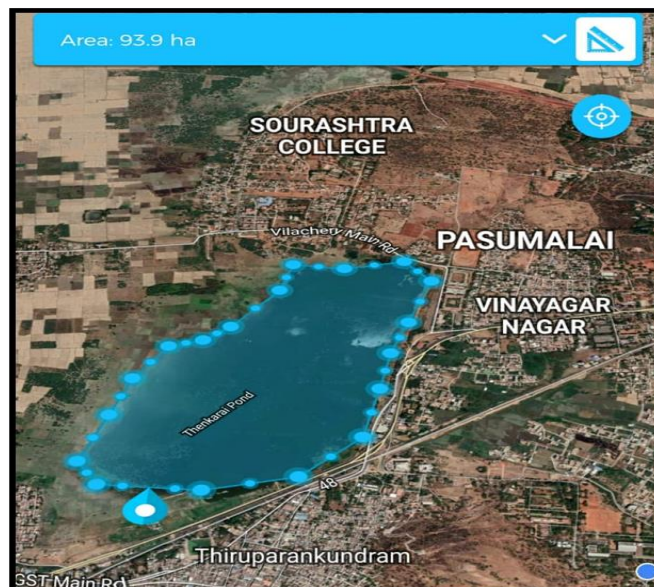 Area: 93.9 ha
SOURASHTRA
COLLEGE
Vilachery Main Rd
PASUMALAI
VINAYAGAR
NAGAR
Thenkarai Pond
48
Thiruparankundram
GST Main Rd